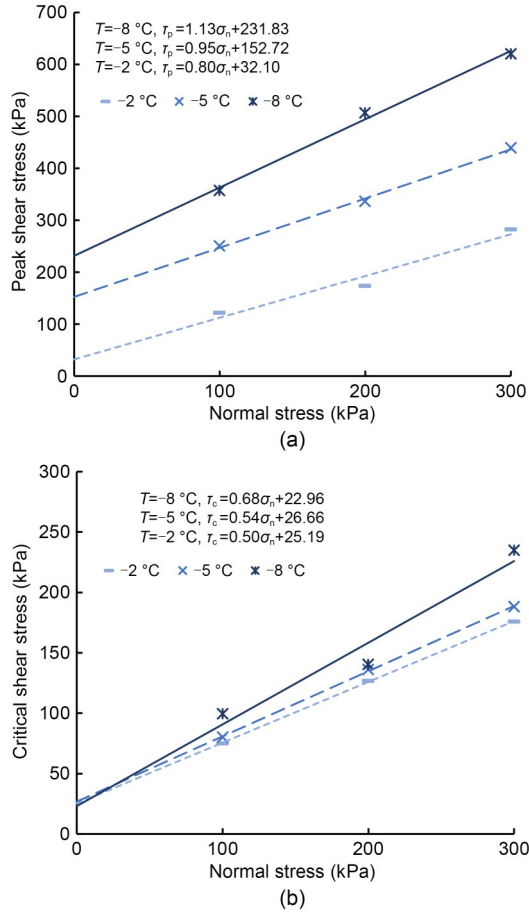 T=−8 °C, τp=1.13σn+231.83
T=−5 °C, τp=0.95σn+152.72
T=−2 °C, τp=0.80σn+32.10
−2 °C −5 °C −8 °C
700
600
500
400
300
200
100
0
Peak shear stress (kPa)
0 100 200 300
Normal stress (kPa)
(a)
T=−8 °C, τc=0.68σn+22.96
T=−5 °C, τc=0.54σn+26.66
T=−2 °C, τc=0.50σn+25.19
−2 °C −5 °C −8 °C
300
250
200
150
100
50
0
Critical shear stress (kPa)
0 100 200 300
Normal stress (kPa)
(b)